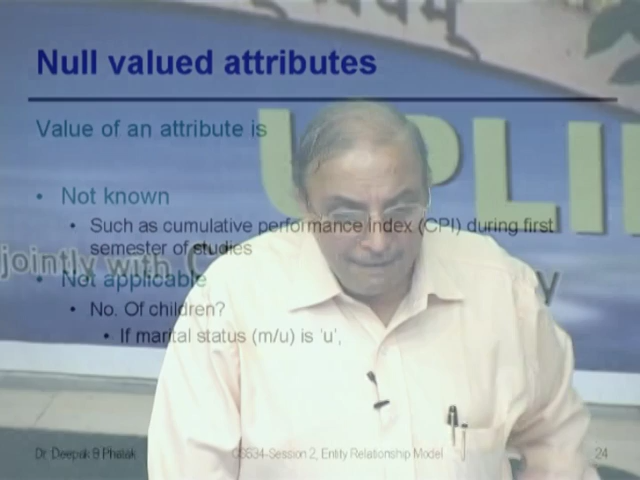 Null valued attributes
Value of an attribute is
UPLI
• Not known
• Such as cumulative performance index (CPI) during first
semester of studies
jointly with
• Not applicable
• No. Of children?
• If marital status (m/u) is 'u',
Dr. Deepak B Phatak
CS634-Session 2, Entity Relationship Model
24